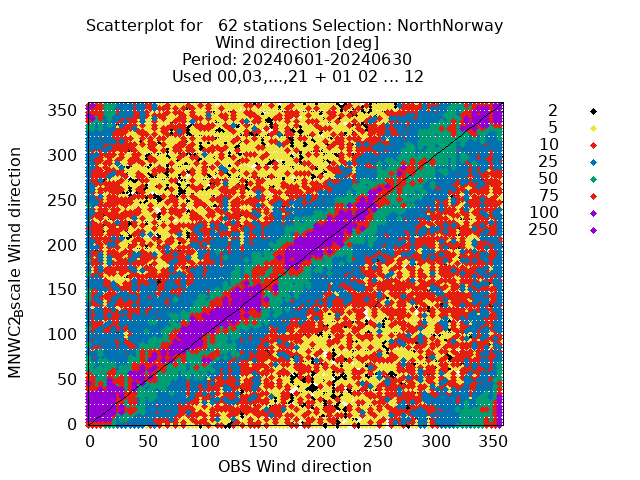 Scatterplot for   62 stations Selection: NorthNorway
Wind direction [deg]
Period: 20240601-20240630
Used 00,03,...,21 + 01 02 ... 12
350
300
250
200
150
100
50
0
MNWC2_Bscale Wind direction
0 50 100 150 200 250 300 350
OBS Wind direction
2
5
10
25
50
75
100
250